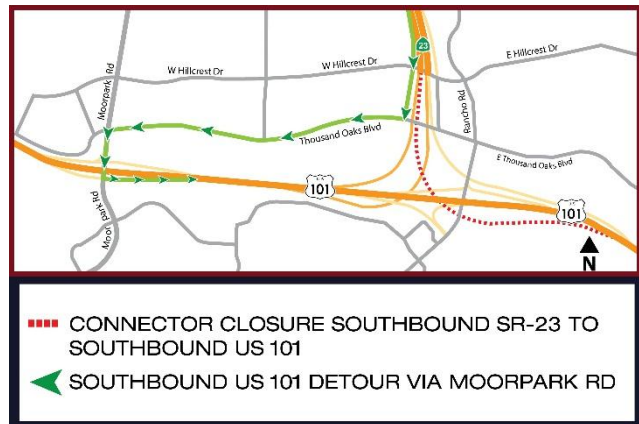 23
Moorpark Rd
W Hillcrest Dr
W Hillcrest Dr
E Hillcrest Dr
Rancho Rd
Thousand Oaks Blvd
E Thousand Oaks Blvd
101
101
Moorpark Rd
N
CONNECTOR CLOSURE SOUTHBOUND SR-23 TO
SOUTHBOUND US 101
SOUTHBOUND US 101 DETOUR VIA MOORPARK RD